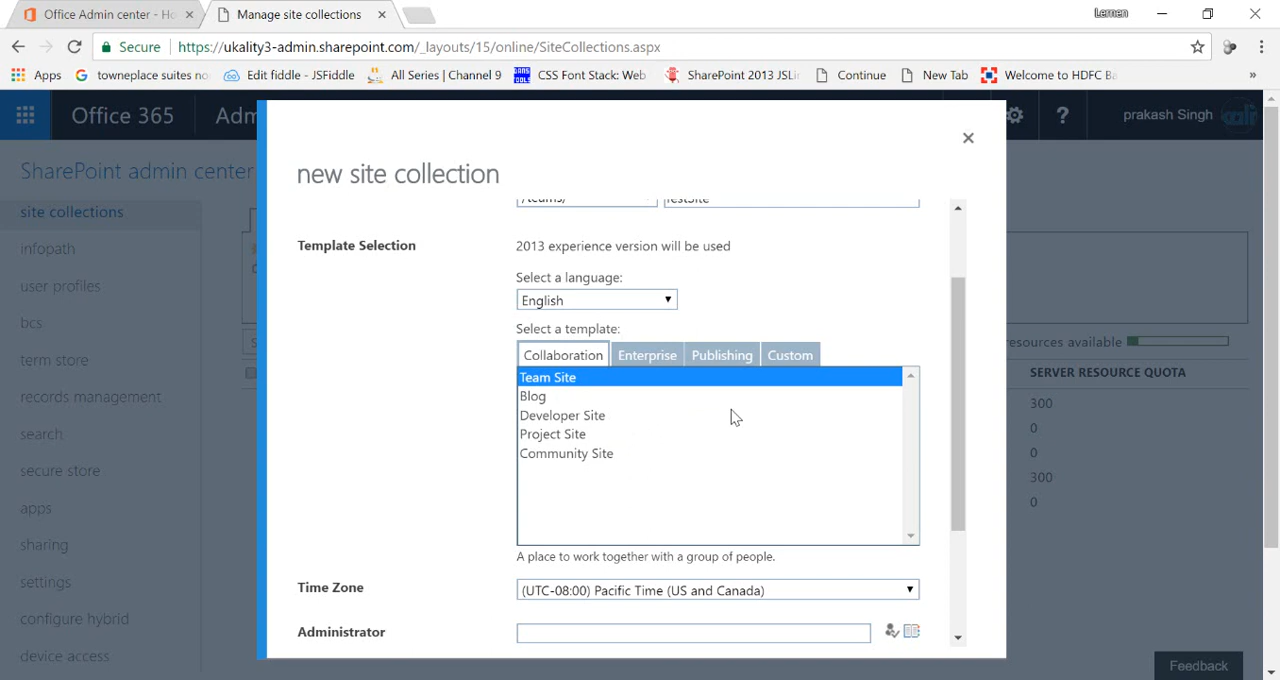 Office Admin center - Ho
Manage site collections
Lernen
Secure
https://ukality3-admin.sharepoint.com/_layouts/15/online/SiteCollections.aspx
Apps
towneplace suites no
Edit fiddle - JSFiddle
All Series | Channel 9
CSS Font Stack: Web
SharePoint 2013 JSLi
Continue
New Tab
Welcome to HDFC Ba
»
Office 365
Adm
?
prakash Singh
SharePoint admin center
new site collection
site collections
infopath
user profiles
bcs
term store
records management
search
secure store
apps
sharing
settings
configure hybrid
device access
/teams/
TestSite
Template Selection
2013 experience version will be used
Select a language:
English
Select a template:
Collaboration
Enterprise
Publishing
Custom
Team Site
Blog
Developer Site
Project Site
Community Site
A place to work together with a group of people.
Time Zone
(UTC-08:00) Pacific Time (US and Canada)
Administrator
resources available
SERVER RESOURCE QUOTA
300
0
0
300
0
Feedback